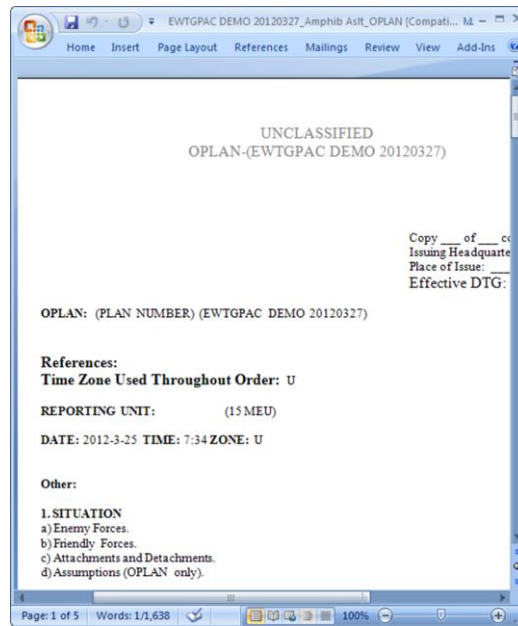 EWTGPAC DEMO 20120327_Amphib Aslt_OPLAN [Compati... M
Home Insert Page Layout References Mailings Review View Add-Ins
UNCLASSIFIED
OPLAN-(EWTGPAC DEMO 20120327)
Copy ___ of ___ co
Issuing Headquarte
Place of Issue: ___
Effective DTG:
OPLAN: (PLAN NUMBER) (EWTGPAC DEMO 20120327)
References:
Time Zone Used Throughout Order: U
REPORTING UNIT: (15 MEU)
DATE: 2012-3-25 TIME: 7:34 ZONE: U
Other:
1. SITUATION
a) Enemy Forces.
b) Friendly Forces.
c) Attachments and Detachments.
d) Assumptions (OPLAN only).
Page: 1 of 5 Words: 1/1,638 100%